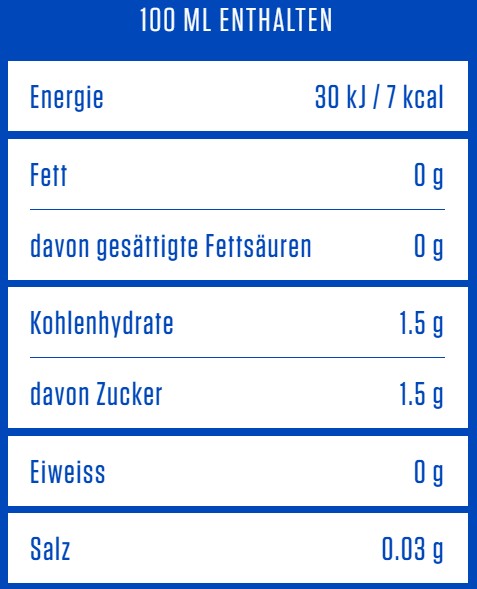 100 ML ENTHALTEN
Energie 30 kJ / 7 kcal
Fett 0 g
davon gesättigte Fettsäuren 0 g
Kohlenhydrate 1.5 g
davon Zucker 1.5 g
Eiweiss 0 g
Salz 0.03 g